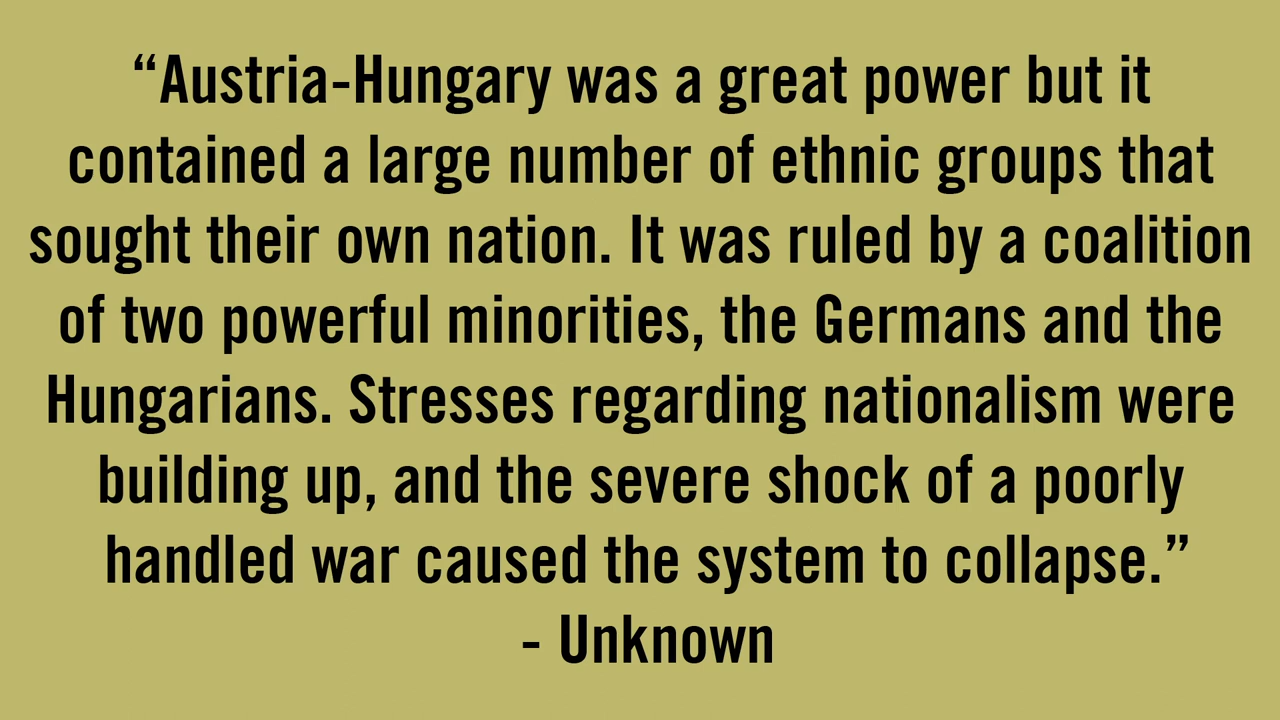 “Austria-Hungary was a great power but it
contained a large number of ethnic groups that
sought their own nation. It was ruled by a coalition
of two powerful minorities, the Germans and the
Hungarians. Stresses regarding nationalism were
building up, and the severe shock of a poorly
handled war caused the system to collapse.”
- Unknown